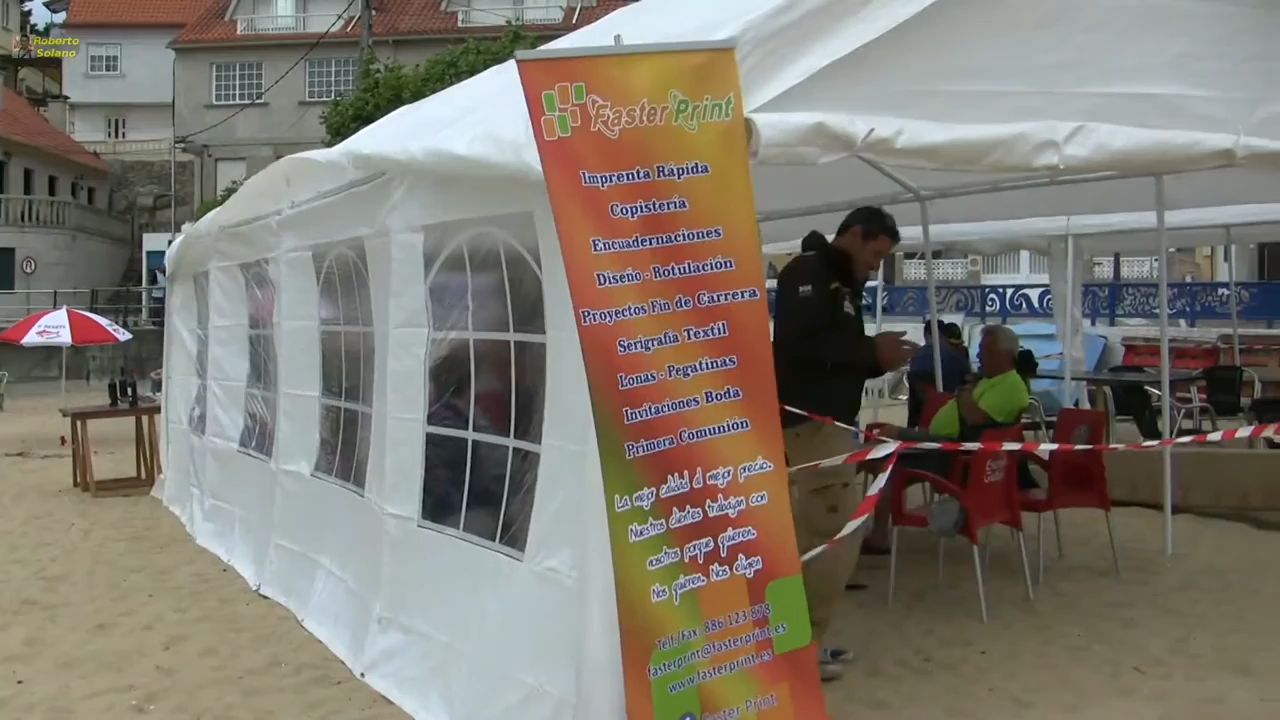 Roberto
Solano
Faster Print
Imprenta Rápida
Copistería
Encuadernaciones
Diseño - Rotulación
Proyectos Fin de Carrera
Serigrafía Textil
Lonas - Pegatinas
Invitaciones Boda
Primera Comunión
La mejor calidad al mejor precio.
Nuestros clientes trabajan con
nosotros porque quieren.
Nos quieren. Nos eligen
Telf./Fax: 886 123 878
fasterprint@fasterprint.es
www.fasterprint.es
Faster Print